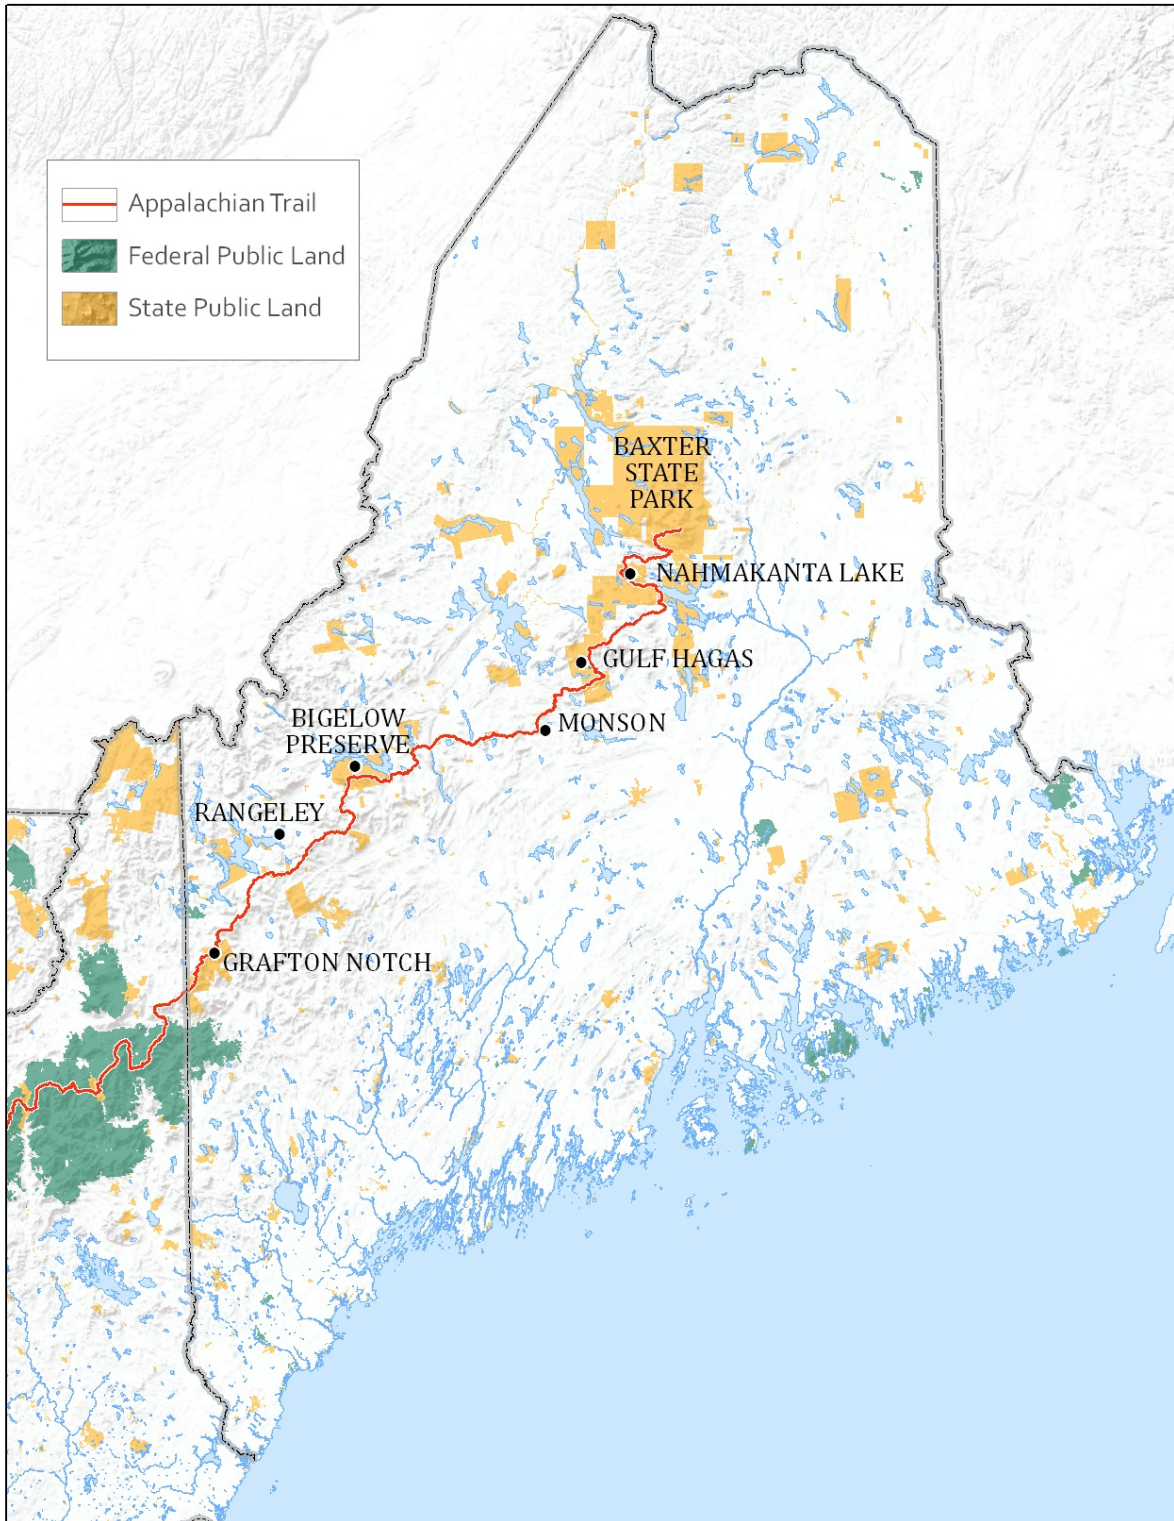 Appalachian Trail
Federal Public Land
State Public Land
BAXTER
STATE
PARK
NAHMAKANTA LAKE
GULF HAGAS
MONSON
BIGELOW
PRESERVE
RANGELEY
GRAFTON NOTCH